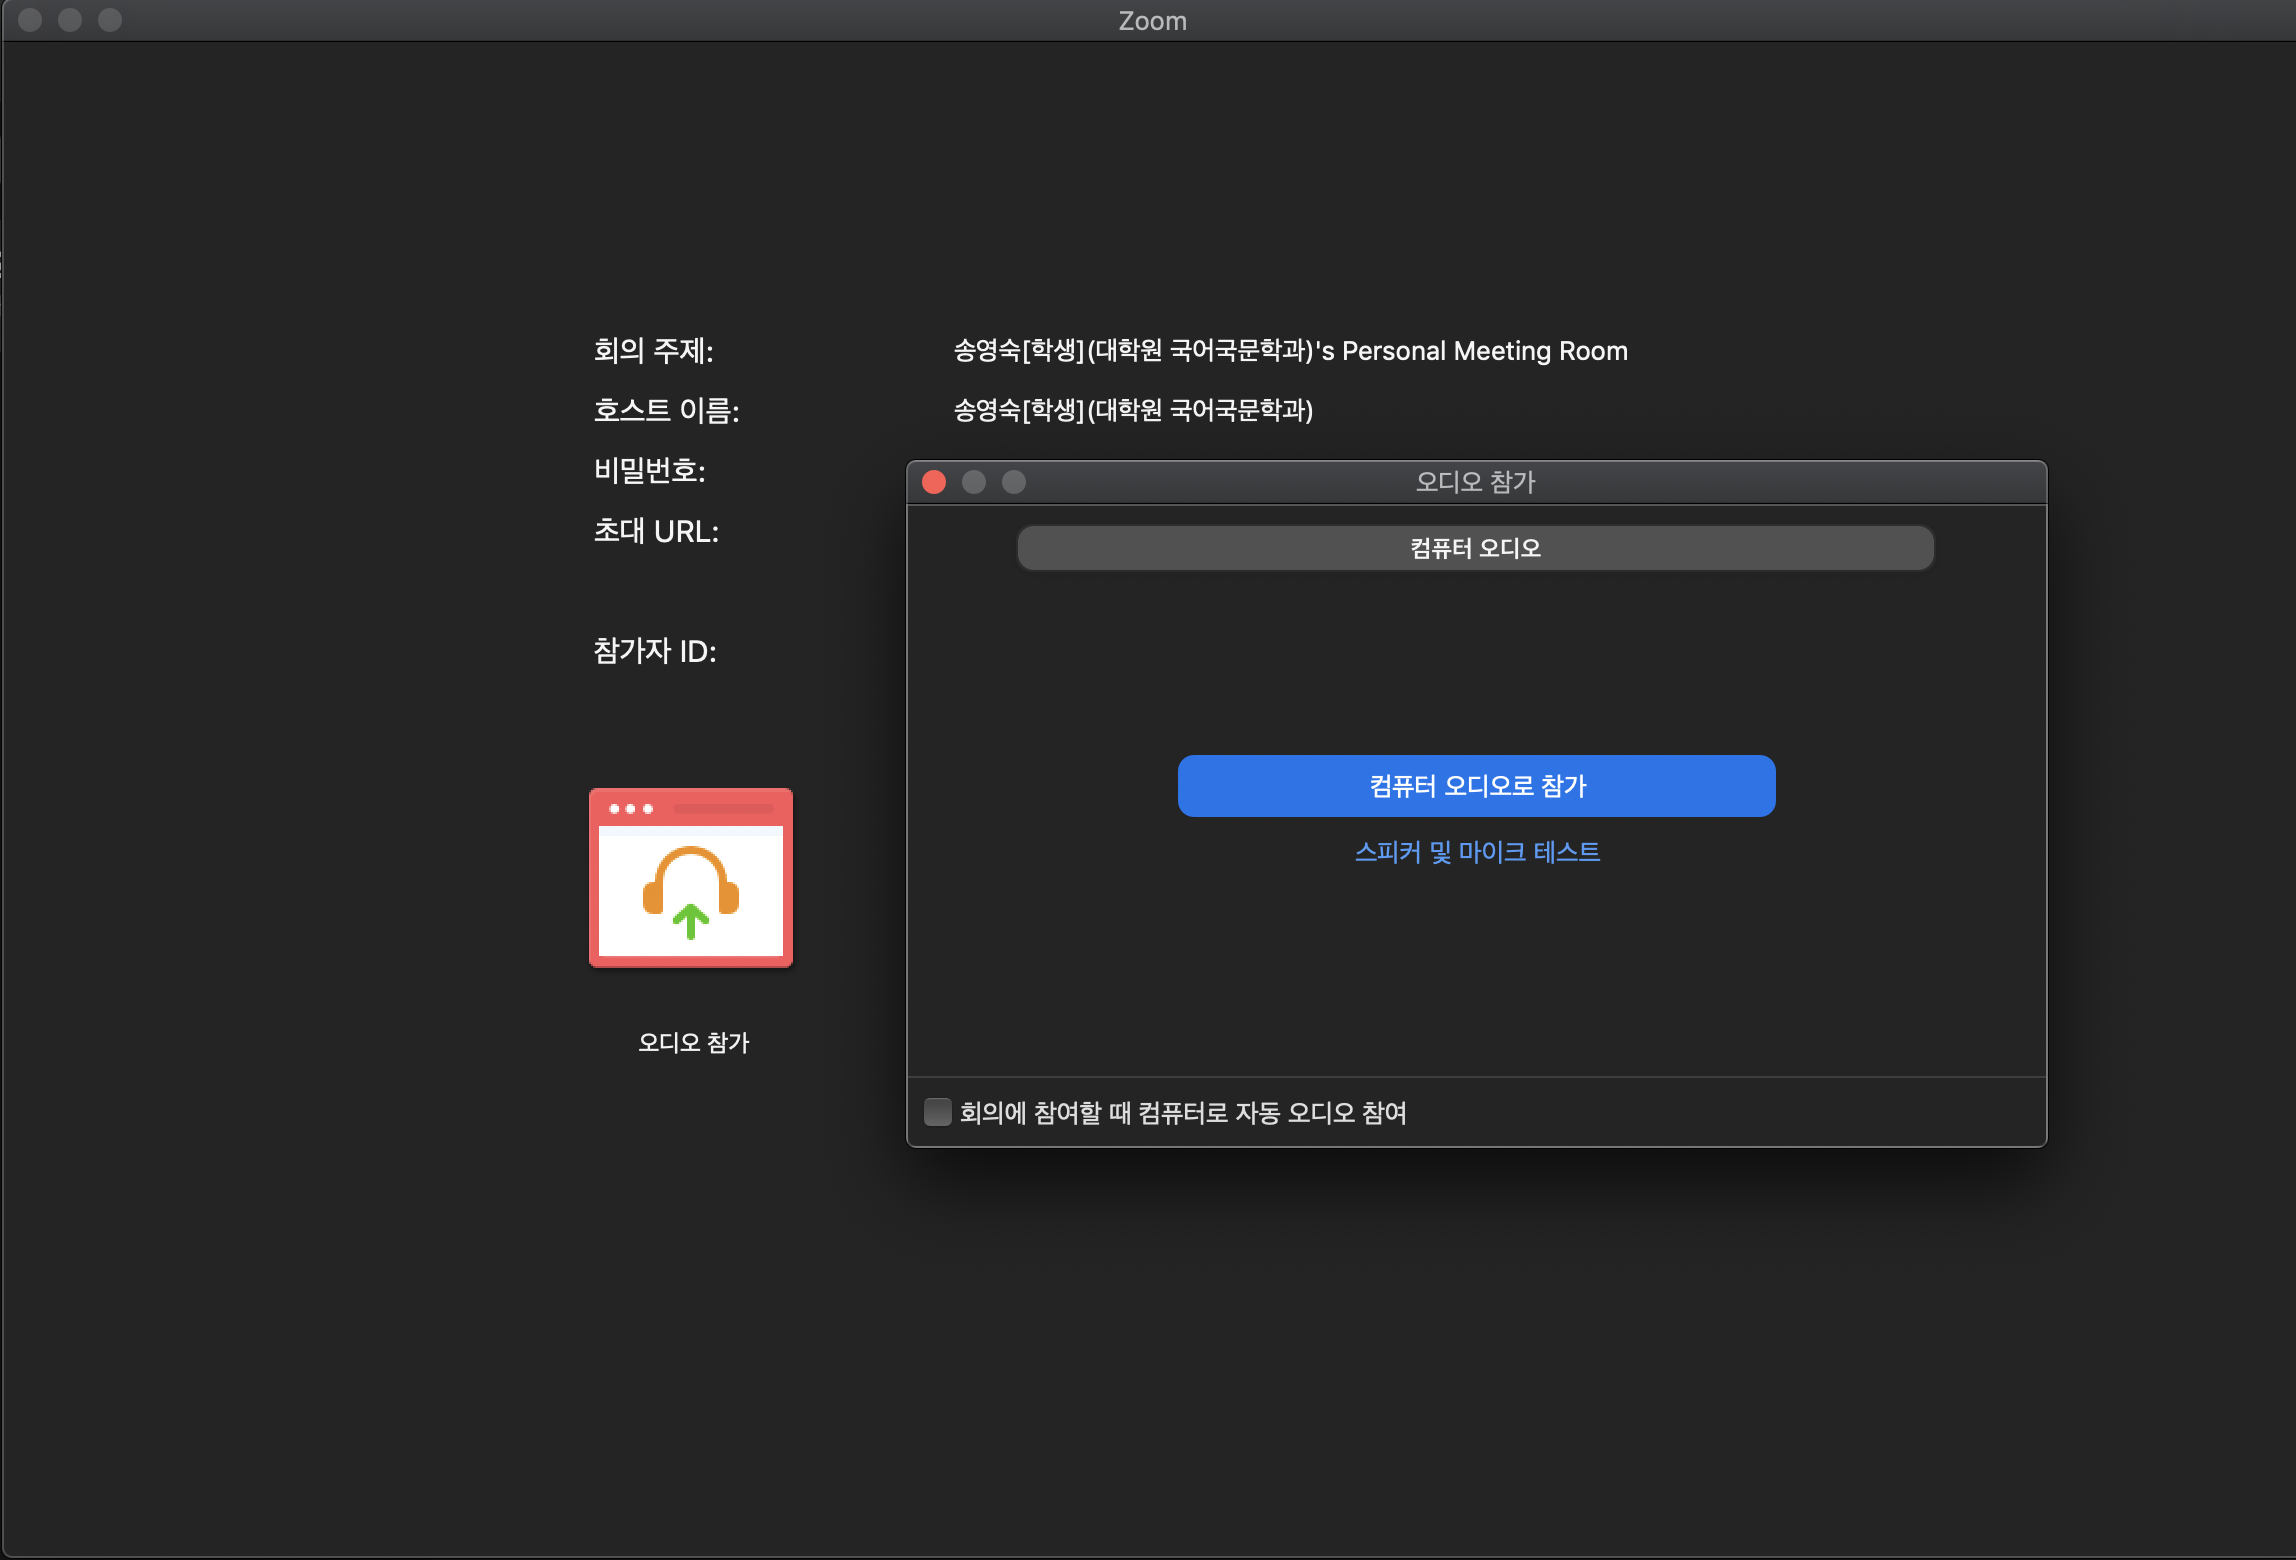 Zoom
회의 주제: 송영숙[학생](대학원 국어국문학과)'s Personal Meeting Room
호스트 이름: 송영숙[학생](대학원 국어국문학과)
비밀번호:
초대 URL:
참가자 ID:
오디오 참가
오디오 참가
컴퓨터 오디오
컴퓨터 오디오로 참가
스피커 및 마이크 테스트
회의에 참여할 때 컴퓨터로 자동 오디오 참여